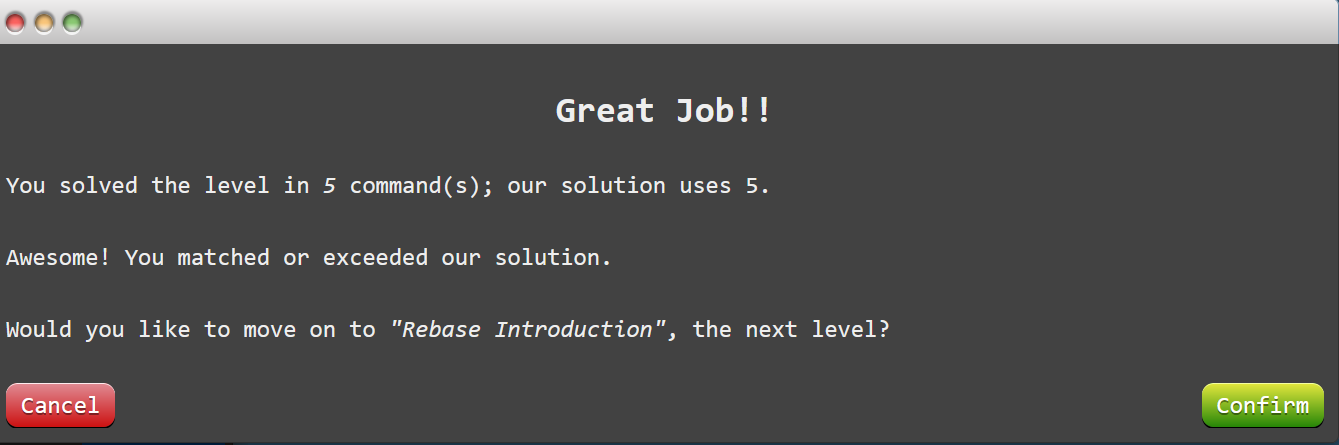 Great Job!!
You solved the level in 5 command(s); our solution uses 5.
Awesome! You matched or exceeded our solution.
Would you like to move on to "Rebase Introduction", the next level?
Cancel
Confirm